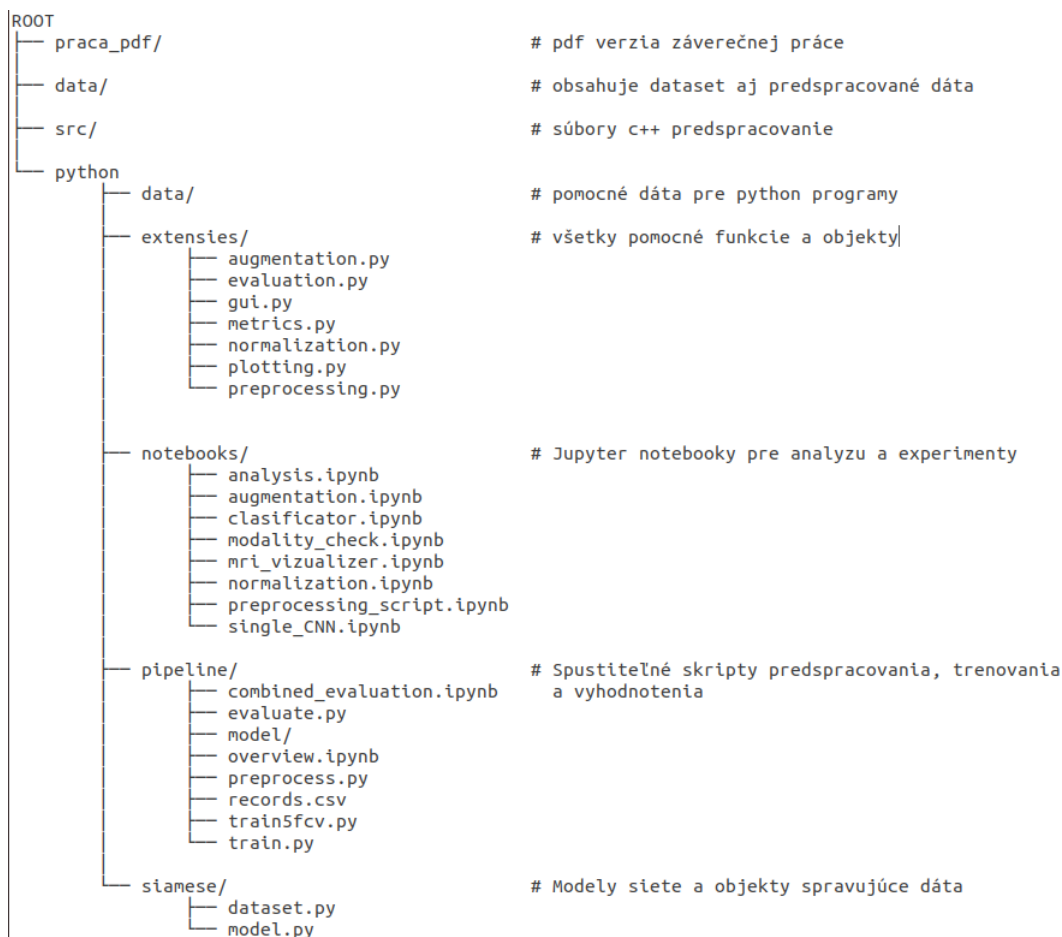 ROOT
├── praca_pdf/ # pdf verzia záverečnej práce
│
├── data/ # obsahuje dataset aj predspracované dáta
│
├── src/ # súbory c++ predspracovanie
│
└── python
├── data/ # pomocné dáta pre python programy
│
├── extensies/ # všetky pomocné funkcie a objekty
│ ├── augmentation.py
│ ├── evaluation.py
│ ├── gui.py
│ ├── metrics.py
│ ├── normalization.py
│ ├── plotting.py
│ └── preprocessing.py
│
│
├── notebooks/ # Jupyter notebooky pre analyzu a experimenty
│ ├── analysis.ipynb
│ ├── augmentation.ipynb
│ ├── clasificator.ipynb
│ ├── modality_check.ipynb
│ ├── mri_vizualizer.ipynb
│ ├── normalization.ipynb
│ ├── preprocessing_script.ipynb
│ └── single_CNN.ipynb
│
├── pipeline/ # Spustiteľné skripty predspracovania, trenovania
│ ├── combined_evaluation.ipynb a vyhodnotenia
│ ├── evaluate.py
│ ├── model/
│ ├── overview.ipynb
│ ├── preprocess.py
│ ├── records.csv
│ ├── train5fcv.py
│ └── train.py
│
└── siamese/ # Modely siete a objekty spravujúce dáta
├── dataset.py
└── model.py